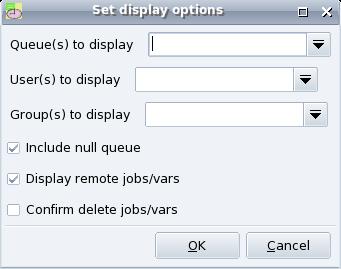 Set display options
Queue(s) to display
User(s) to display
Group(s) to display
Include null queue
Display remote jobs/vars
Confirm delete jobs/vars
OK Cancel